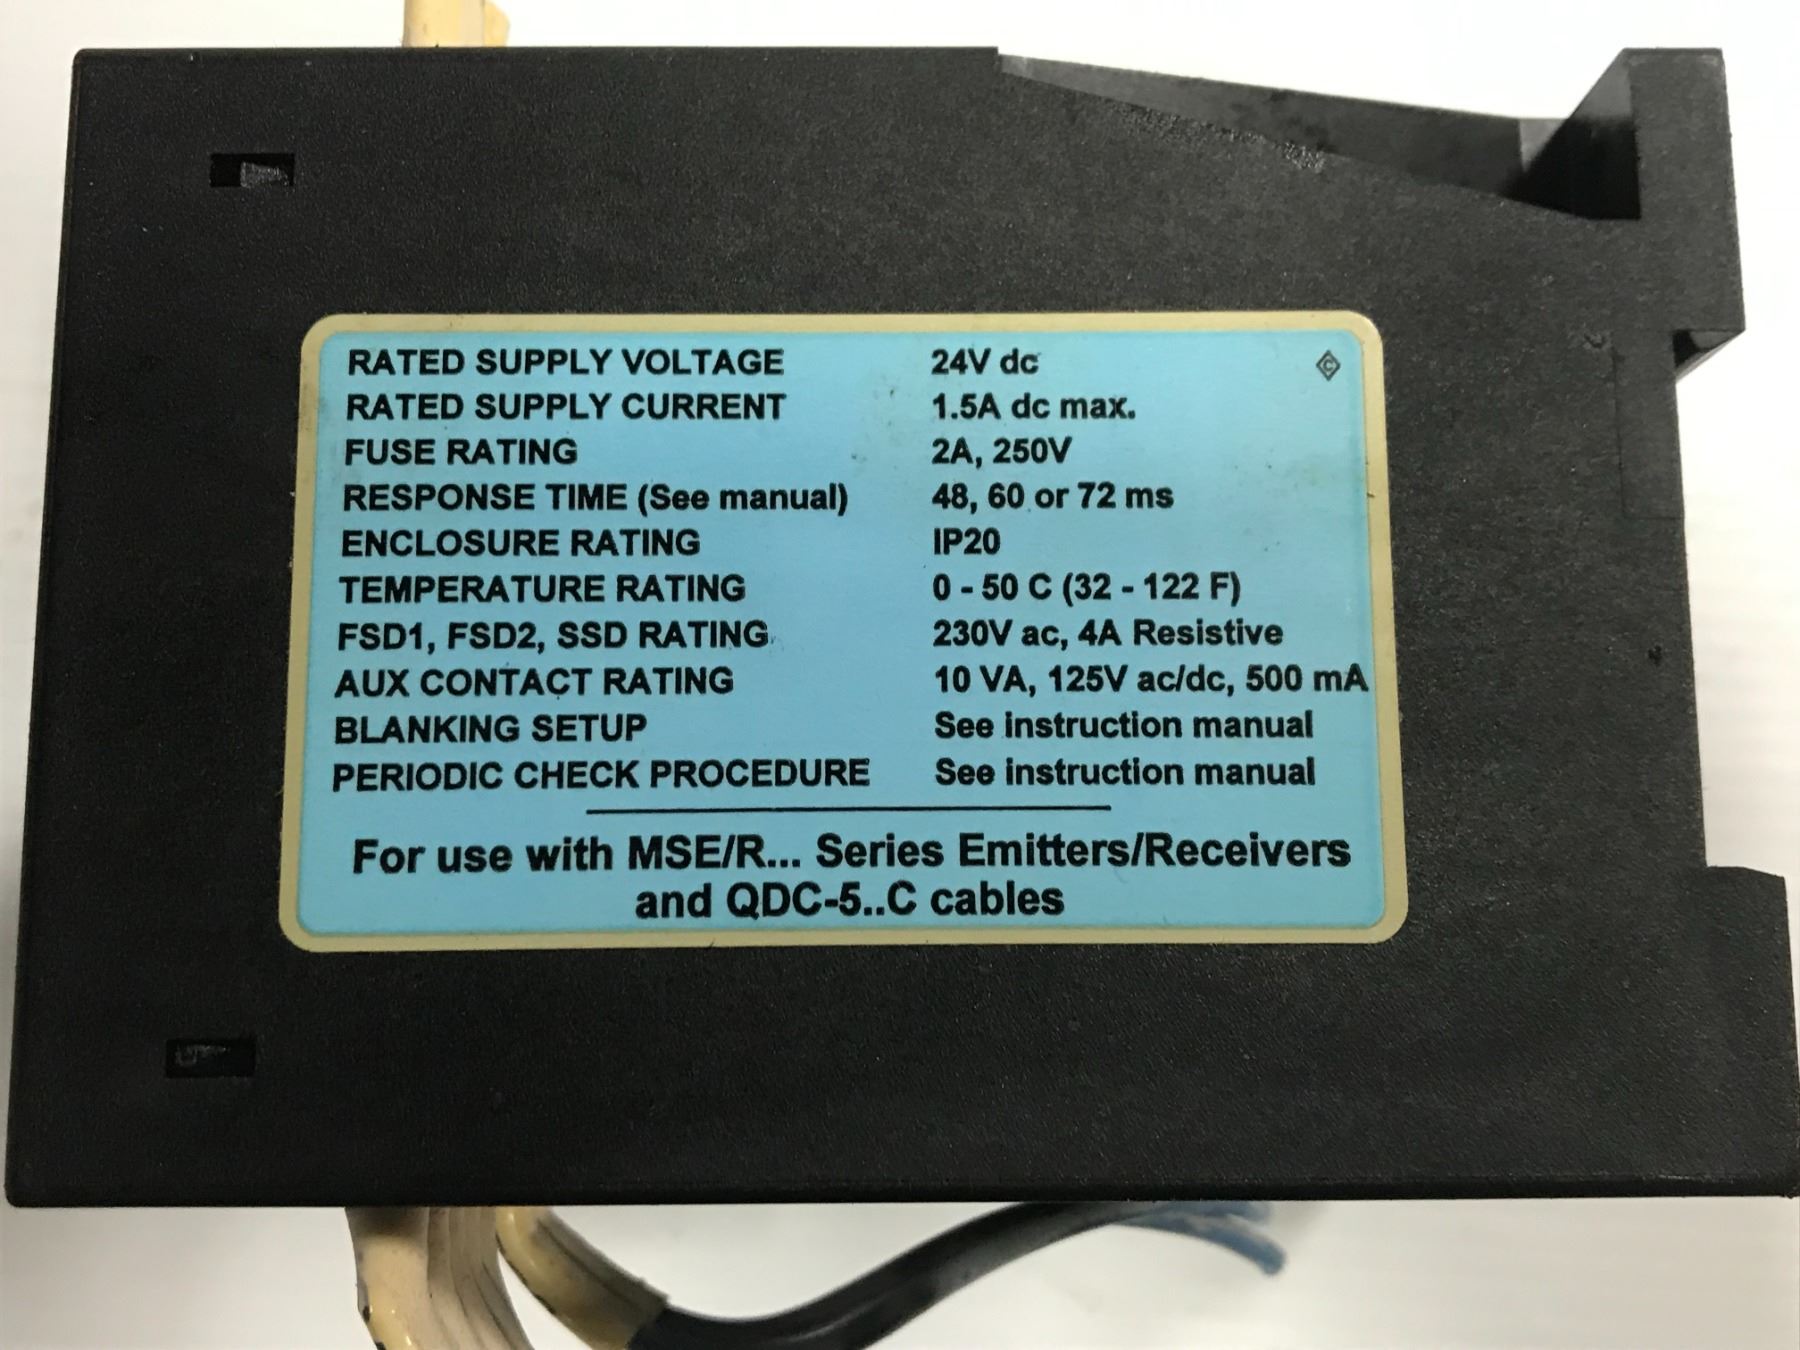 RATED SUPPLY VOLTAGE 24V dc
RATED SUPPLY CURRENT 1.5A dc max.
FUSE RATING 2A, 250V
RESPONSE TIME (See manual) 48, 60 or 72 ms
ENCLOSURE RATING IP20
TEMPERATURE RATING 0 - 50 C (32 - 122 F)
FSD1, FSD2, SSD RATING 230V ac, 4A Resistive
AUX CONTACT RATING 10 VA, 125V ac/dc, 500 mA
BLANKING SETUP See instruction manual
PERIODIC CHECK PROCEDURE See instruction manual
For use with MSE/R... Series Emitters/Receivers
and QDC-5..C cables